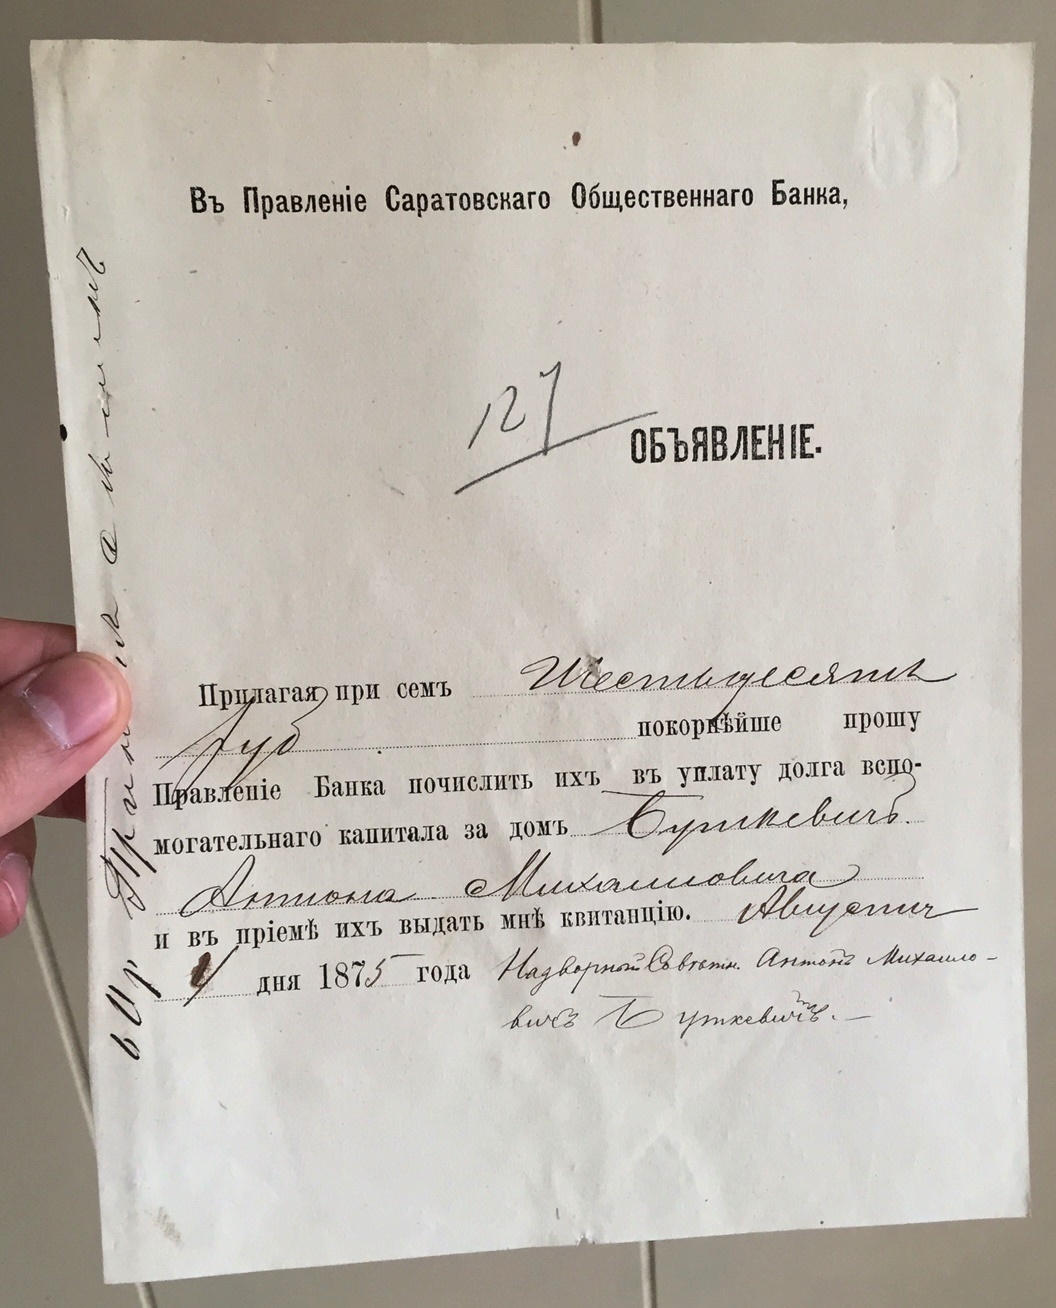 Въ Правленіе Саратовскаго Общественнаго Банка,
127
ОБЪЯВЛЕНІЕ.
Прилагая при семъ Шестьдесятъ
руб покорнѣйше прошу
Правленіе Банка почислить ихъ въ уплату долга вспо-
могательнаго капитала за домъ Буткевичъ.
Антона Михайловича
и въ пріемѣ ихъ выдать мнѣ квитанцію. Августа
4 дня 1875 года Надворной Совѣтн. Антонъ Михайло-
вичъ Буткевичъ.